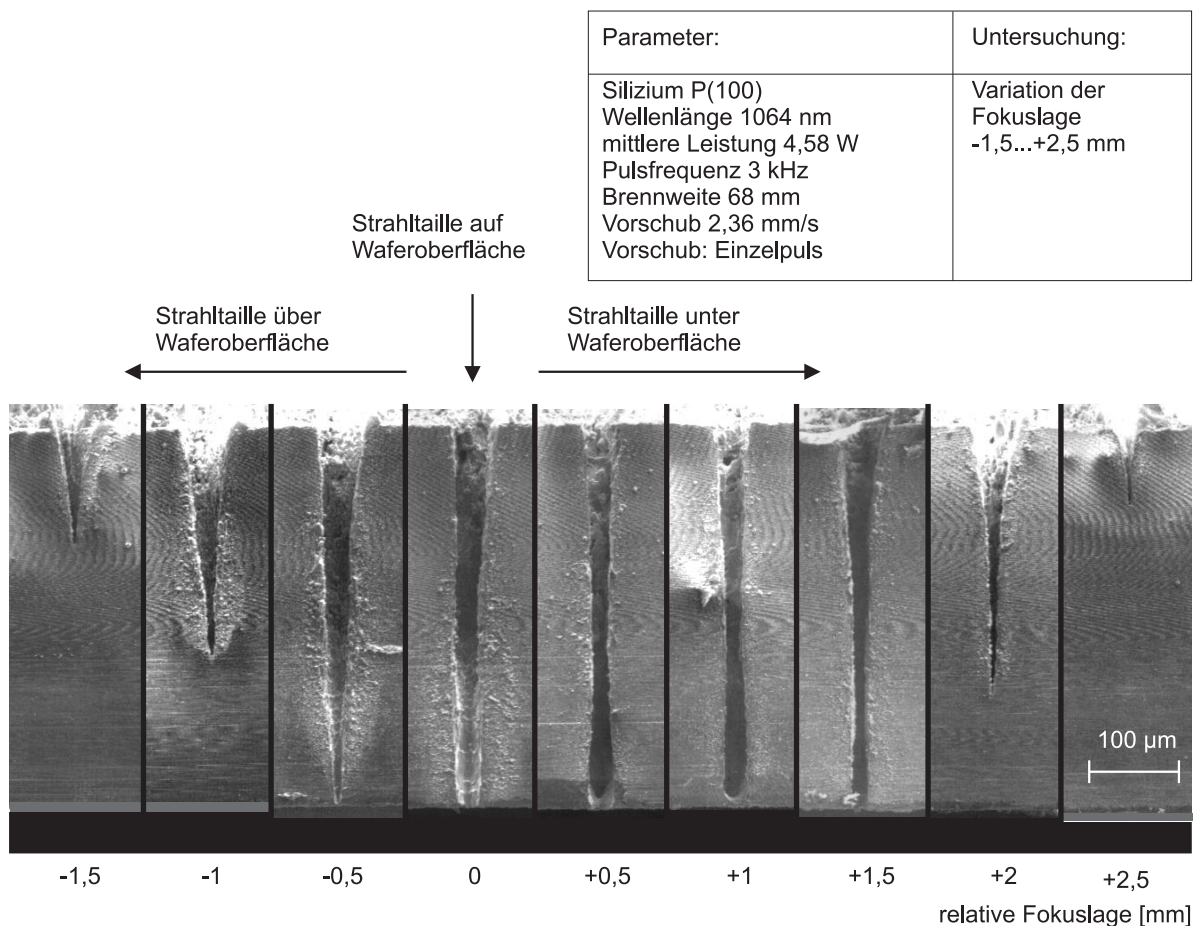 Parameter:
Untersuchung:
Silizium P(100)
Wellenlänge 1064 nm
mittlere Leistung 4,58 W
Pulsfrequenz 3 kHz
Brennweite 68 mm
Vorschub 2,36 mm/s
Vorschub: Einzelpuls
Variation der
Fokuslage
-1,5...+2,5 mm
Strahltaille auf
Waferoberfläche
Strahltaille über
Waferoberfläche
Strahltaille unter
Waferoberfläche
100 µm
-1,5 -1 -0,5 0 +0,5 +1 +1,5 +2 +2,5
relative Fokuslage [mm]